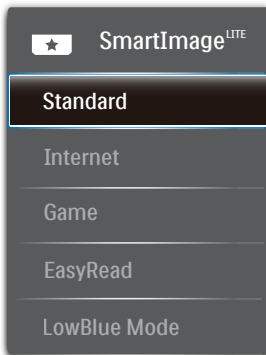 SmartImage LITE
Standard
Internet
Game
EasyRead
LowBlue Mode